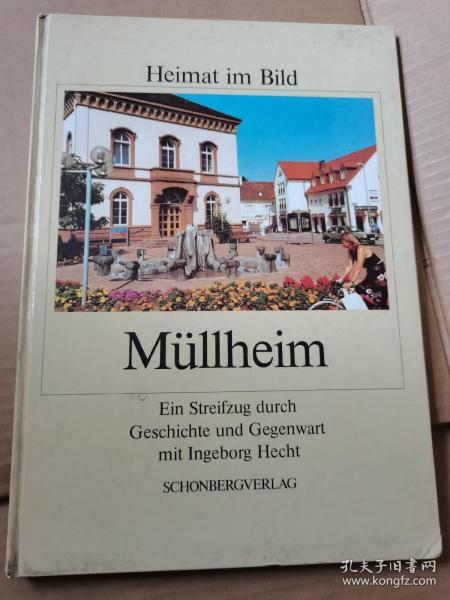 Heimat im Bild
Müllheim
Ein Streifzug durch
Geschichte und Gegenwart
mit Ingeborg Hecht
SCHONBERGVERLAG
孔夫子旧书网
www.kongfz.com